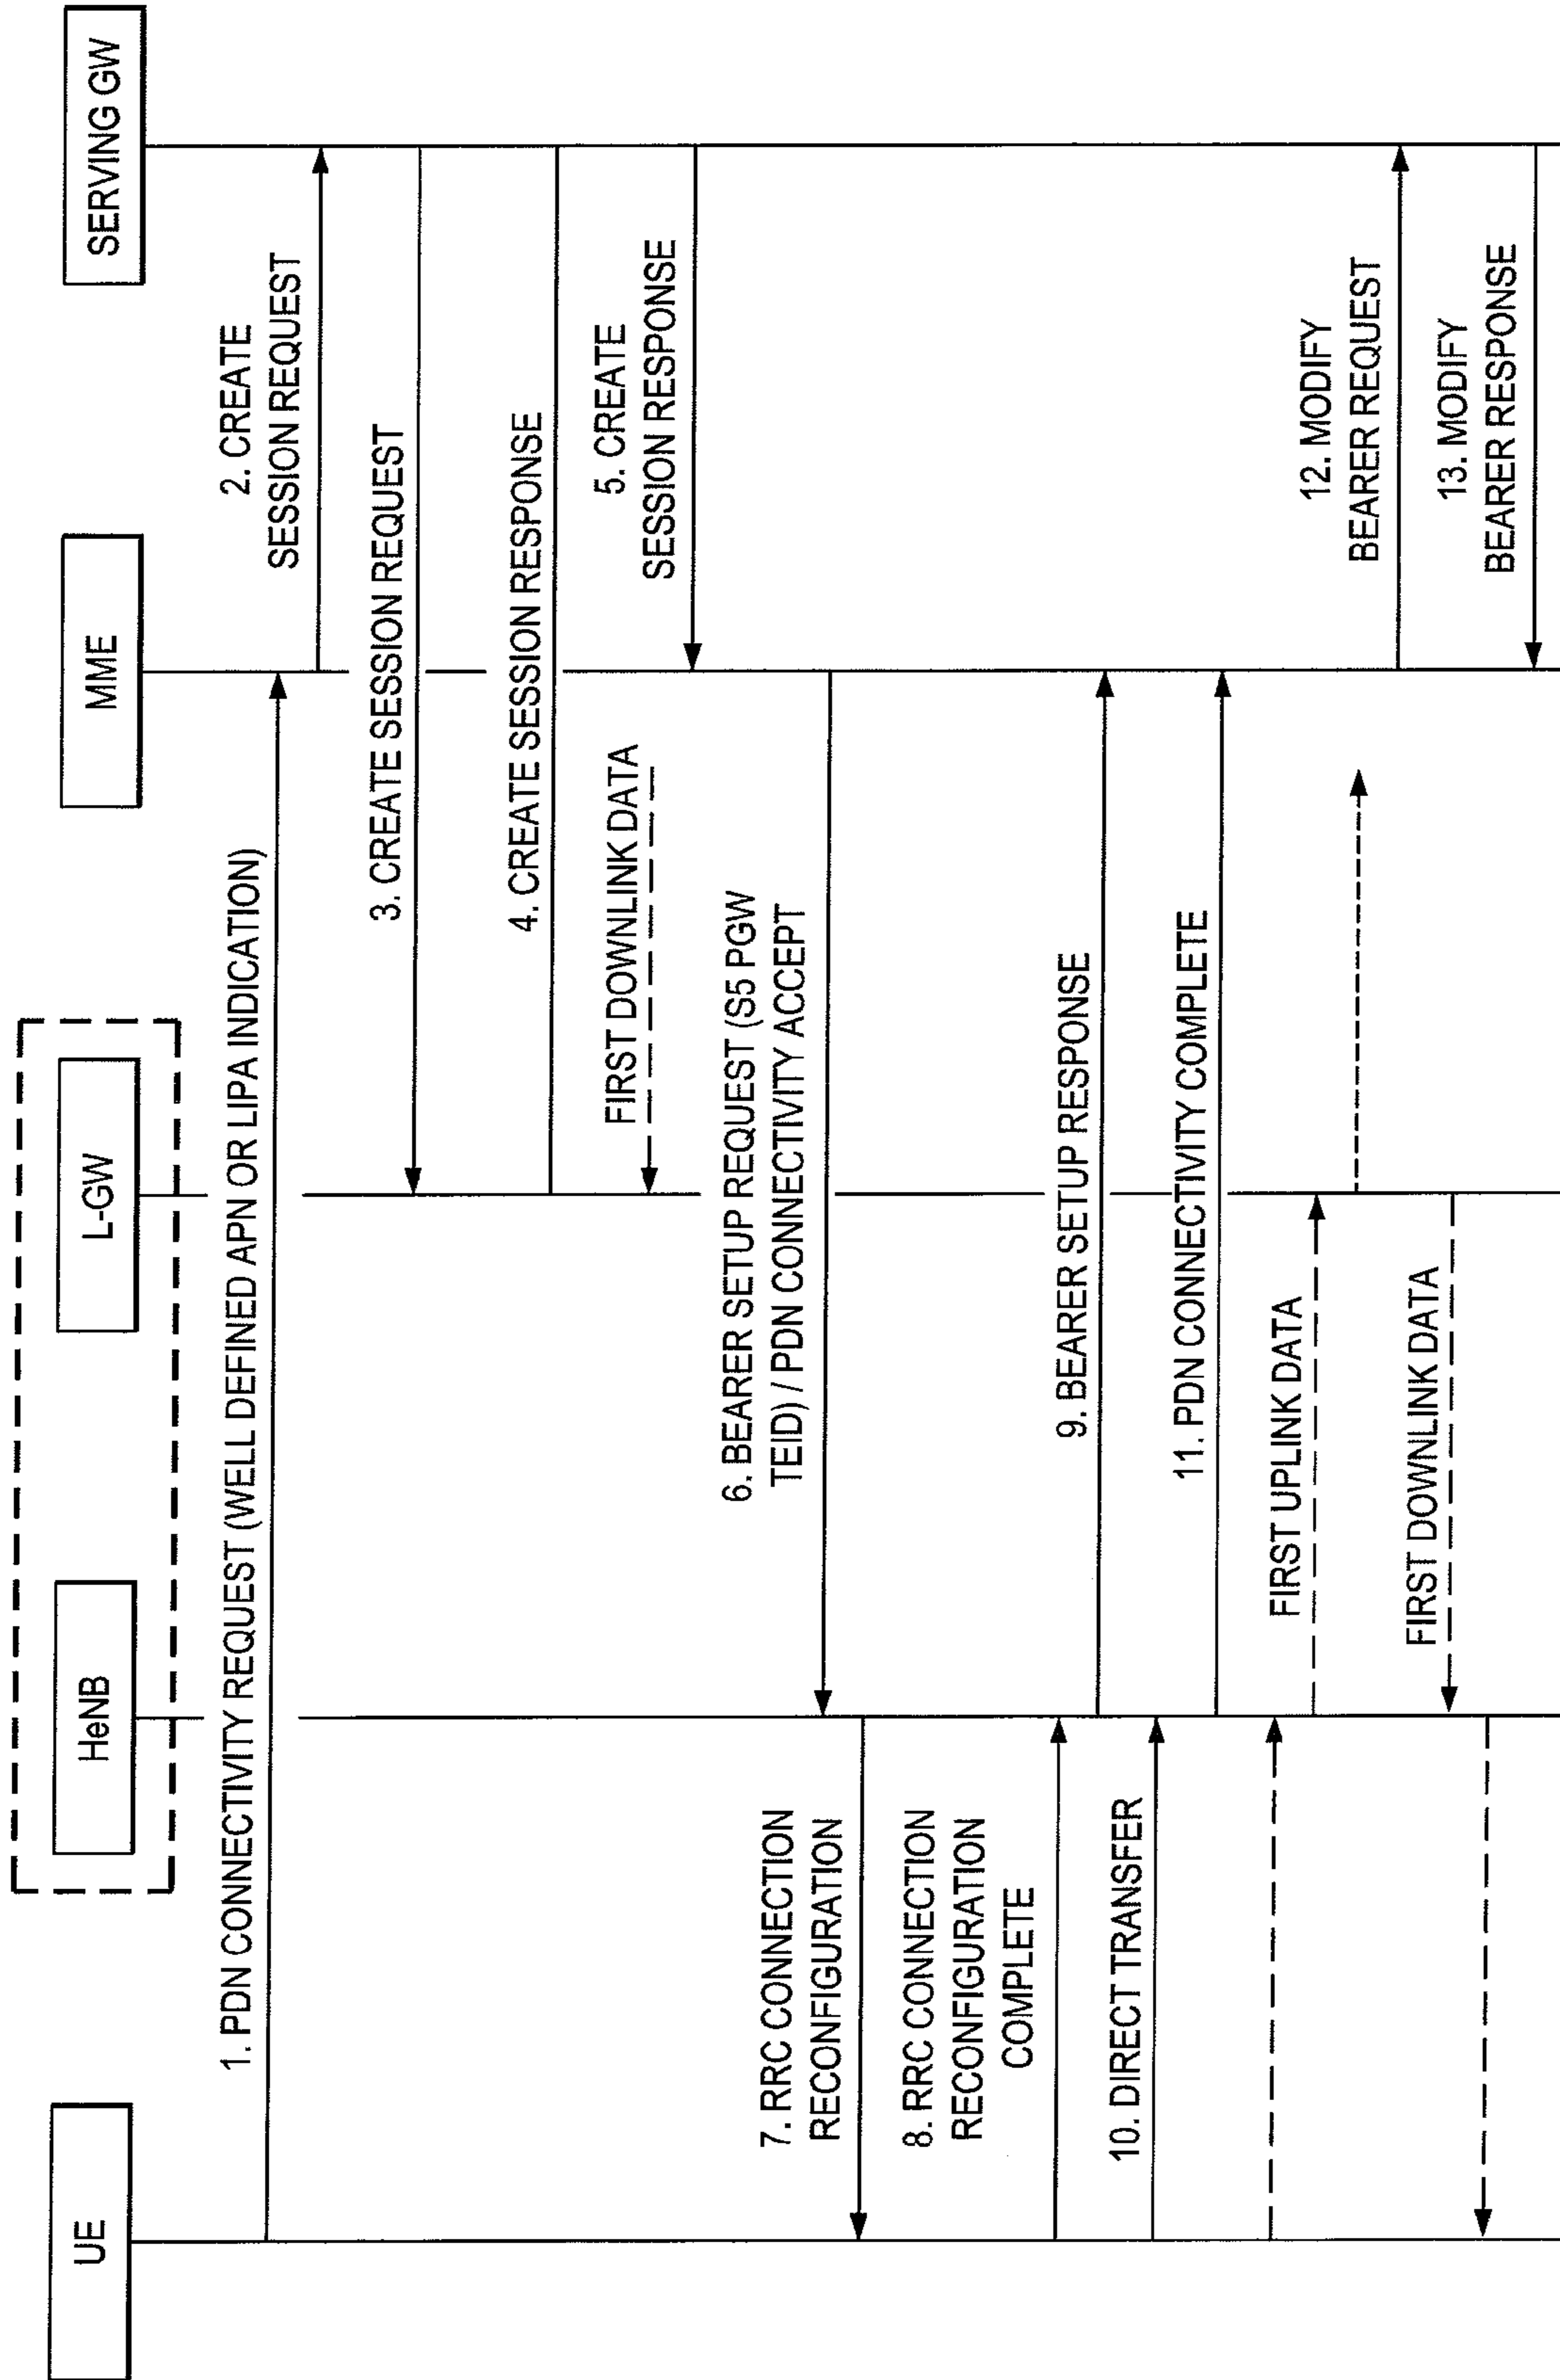 UE
HeNB
L-GW
MME
SERVING GW
1. PDN CONNECTIVITY REQUEST (WELL DEFINED APN OR LIPA INDICATION)
2. CREATE
SESSION REQUEST
3. CREATE SESSION REQUEST
4. CREATE SESSION RESPONSE
5. CREATE
SESSION RESPONSE
FIRST DOWNLINK DATA
6. BEARER SETUP REQUEST (S5 PGW
TEID) / PDN CONNECTIVITY ACCEPT
7. RRC CONNECTION
RECONFIGURATION
8. RRC CONNECTION
RECONFIGURATION
COMPLETE
9. BEARER SETUP RESPONSE
10. DIRECT TRANSFER
11. PDN CONNECTIVITY COMPLETE
FIRST UPLINK DATA
12. MODIFY
BEARER REQUEST
FIRST DOWNLINK DATA
13. MODIFY
BEARER RESPONSE